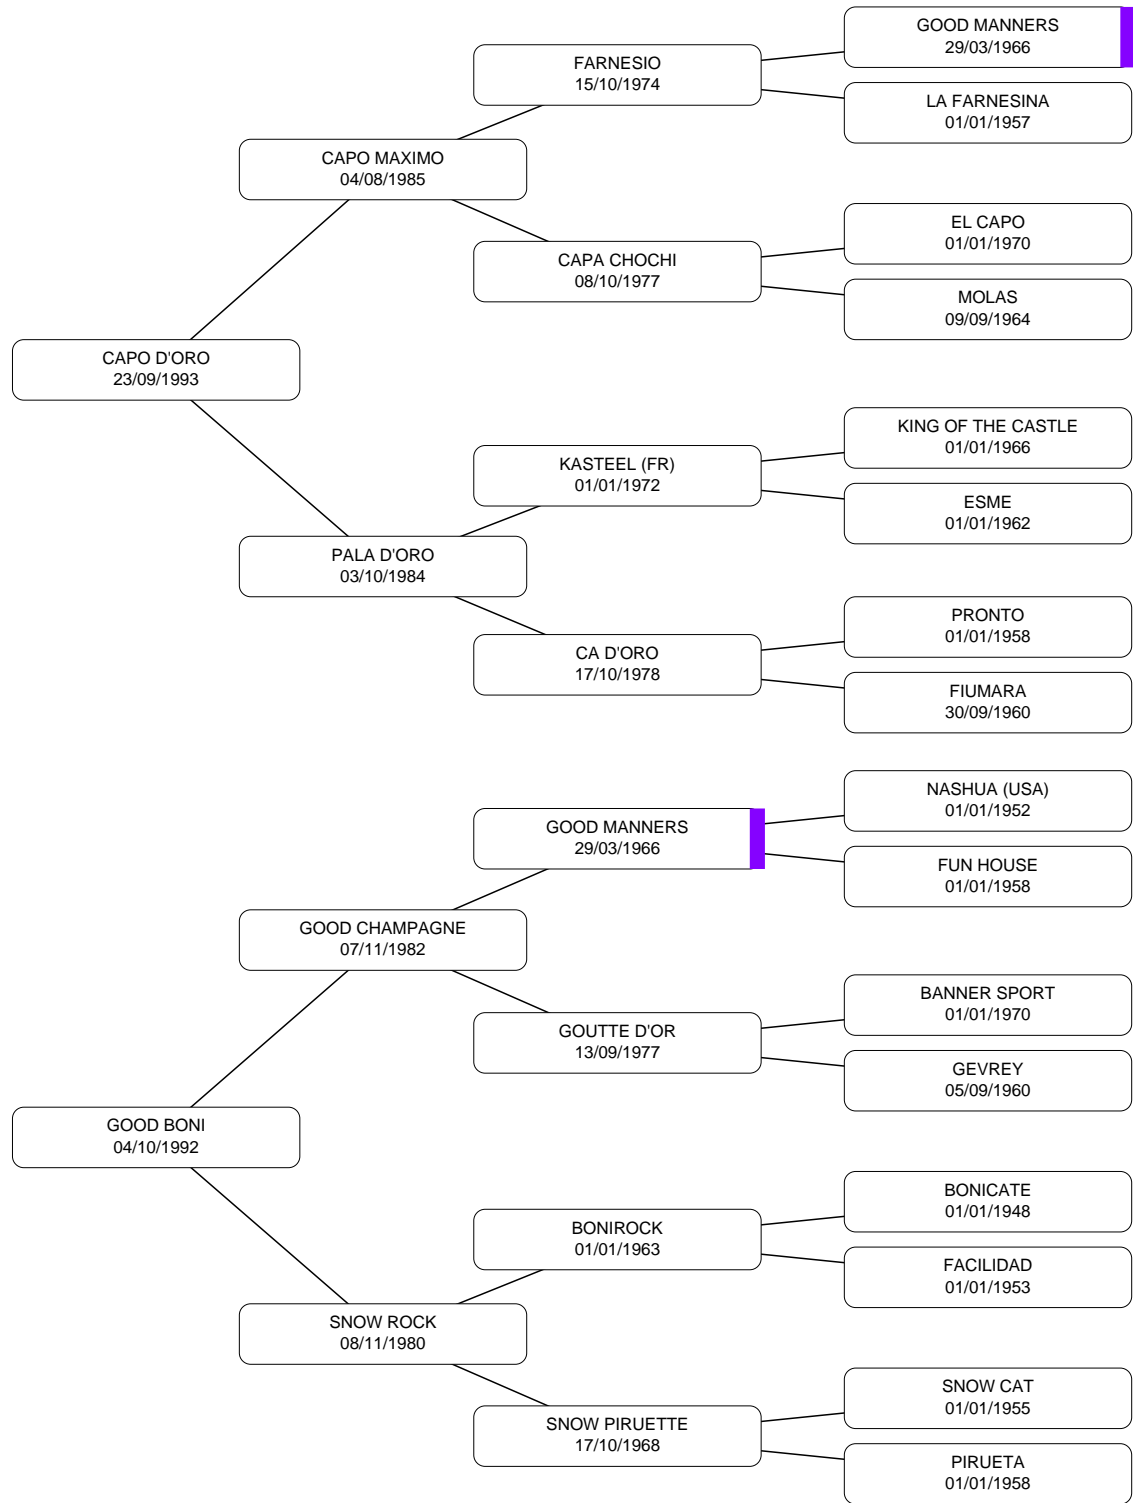 GOOD MANNERS
29/03/1966
FARNESIO
15/10/1974
LA FARNESINA
01/01/1957
CAPO MAXIMO
04/08/1985
EL CAPO
01/01/1970
CAPA CHOCHI
08/10/1977
MOLAS
09/09/1964
CAPO D'ORO
23/09/1993
KING OF THE CASTLE
01/01/1966
KASTEEL (FR)
01/01/1972
ESME
01/01/1962
PALA D'ORO
03/10/1984
PRONTO
01/01/1958
CA D'ORO
17/10/1978
FIUMARA
30/09/1960
NASHUA (USA)
01/01/1952
GOOD MANNERS
29/03/1966
FUN HOUSE
01/01/1958
GOOD CHAMPAGNE
07/11/1982
BANNER SPORT
01/01/1970
GOUTTE D'OR
13/09/1977
GEVREY
05/09/1960
GOOD BONI
04/10/1992
BONICATE
01/01/1948
BONIROCK
01/01/1963
FACILIDAD
01/01/1953
SNOW ROCK
08/11/1980
SNOW CAT
01/01/1955
SNOW PIRUETTE
17/10/1968
PIRUETA
01/01/1958